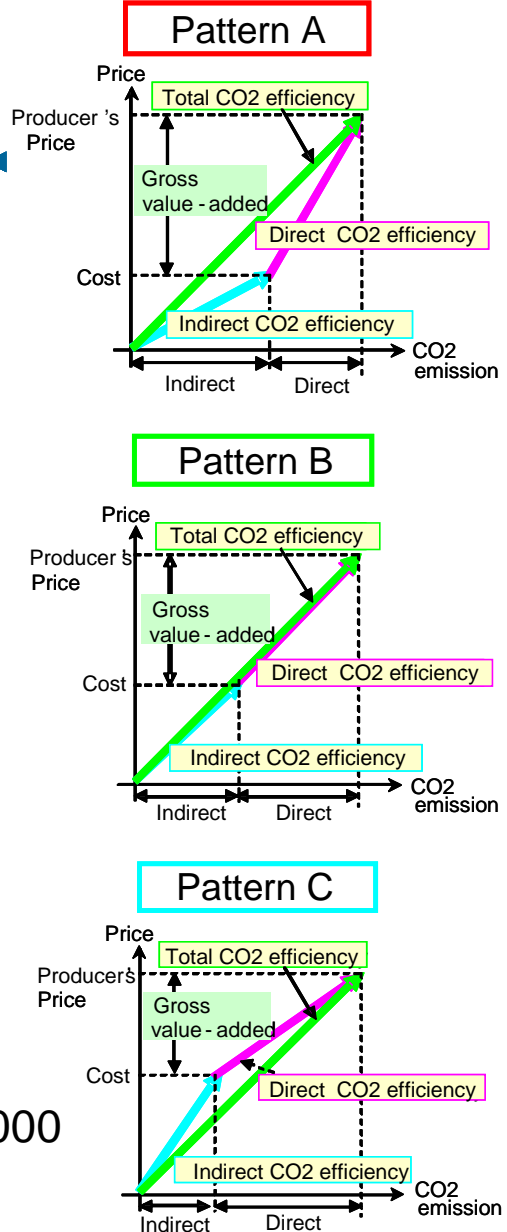 Pattern A
Price
Total CO2 efficiency
Producer 's
Price
Gross
value - added
Direct CO2 efficiency
Cost
Indirect CO2 efficiency
CO2
emission
Indirect Direct
Pattern B
Price
Total CO2 efficiency
Producer s
Price
Gross
value - added
Cost
Direct CO2 efficiency
Indirect CO2 efficiency
CO2
emission
Indirect Direct
Pattern C
Price
Total CO2 efficiency
Producer's
Price
Gross
value - added
Cost
Direct CO2 efficiency
000
Indirect CO2 efficiency
CO2
emission
Indirect Direct